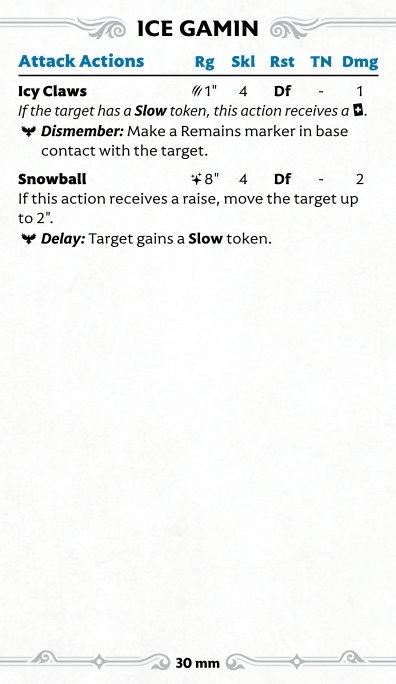 ICE GAMIN
Attack Actions Rg Skl Rst TN Dmg
Icy Claws 1" 4 Df - 1
If the target has a Slow token, this action receives a .
Dismember: Make a Remains marker in base
contact with the target.
Snowball 8" 4 Df - 2
If this action receives a raise, move the target up
to 2".
Delay: Target gains a Slow token.
30 mm